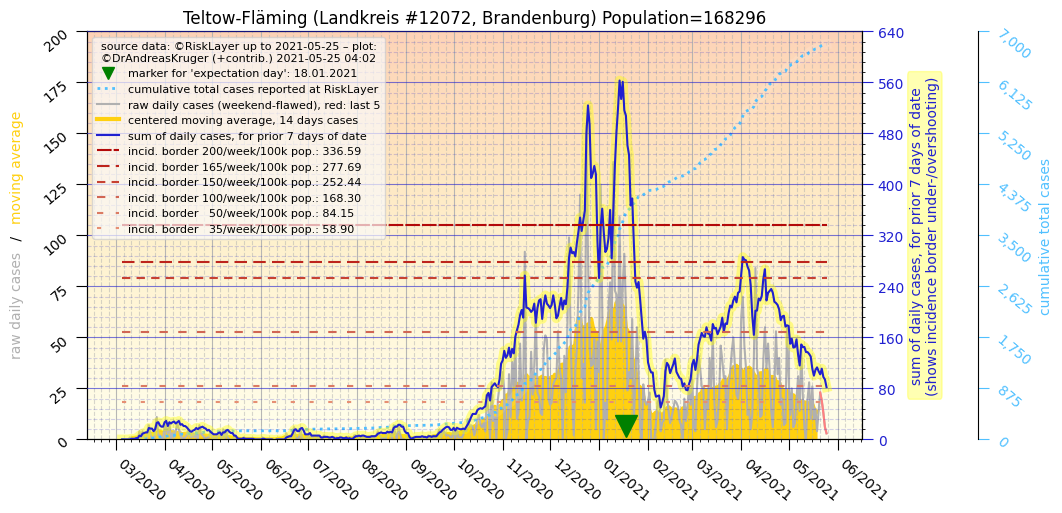 Teltow-Fläming (Landkreis #12072, Brandenburg) Population=168296
source data: ©RiskLayer up to 2021-05-25 – plot:
©DrAndreasKruger (+contrib.) 2021-05-25 04:02
marker for 'expectation day': 18.01.2021
cumulative total cases reported at RiskLayer
raw daily cases (weekend-flawed), red: last 5
centered moving average, 14 days cases
sum of daily cases, for prior 7 days of date
incid. border 200/week/100k pop.: 336.59
incid. border 165/week/100k pop.: 277.69
incid. border 150/week/100k pop.: 252.44
incid. border 100/week/100k pop.: 168.30
incid. border   50/week/100k pop.: 84.15
incid. border   35/week/100k pop.: 58.90
raw daily cases / moving average
200
175
150
125
100
75
50
25
0
03/2020
04/2020
05/2020
06/2020
07/2020
08/2020
09/2020
10/2020
11/2020
12/2020
01/2021
02/2021
03/2021
04/2021
05/2021
06/2021
640
560
480
400
320
240
160
80
0
sum of daily cases, for prior 7 days of date
(shows incidence border under-/overshooting)
7,000
6,125
5,250
4,375
3,500
2,625
1,750
875
0
cumulative total cases